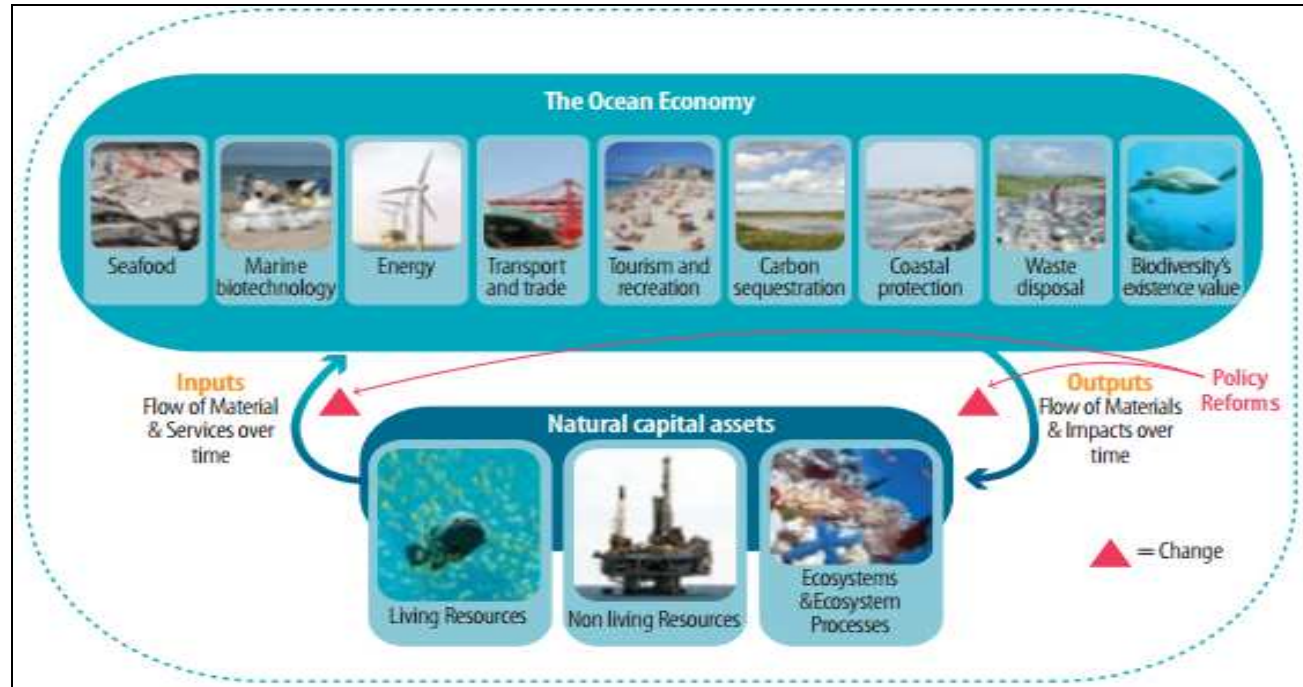 The Ocean Economy
Seafood
Marine
biotechnology
Energy
Transport
and trade
Tourism and
recreation
Carbon
sequestration
Coastal
protection
Waste
disposal
Biodiversity's
existence value
Inputs
Flow of Material
& Services over
time
Outputs
Flow of Materials
& Impacts over
time
Policy
Reforms
Natural capital assets
Living Resources
Non living Resources
Ecosystems
&Ecosystem
Processes
= Change